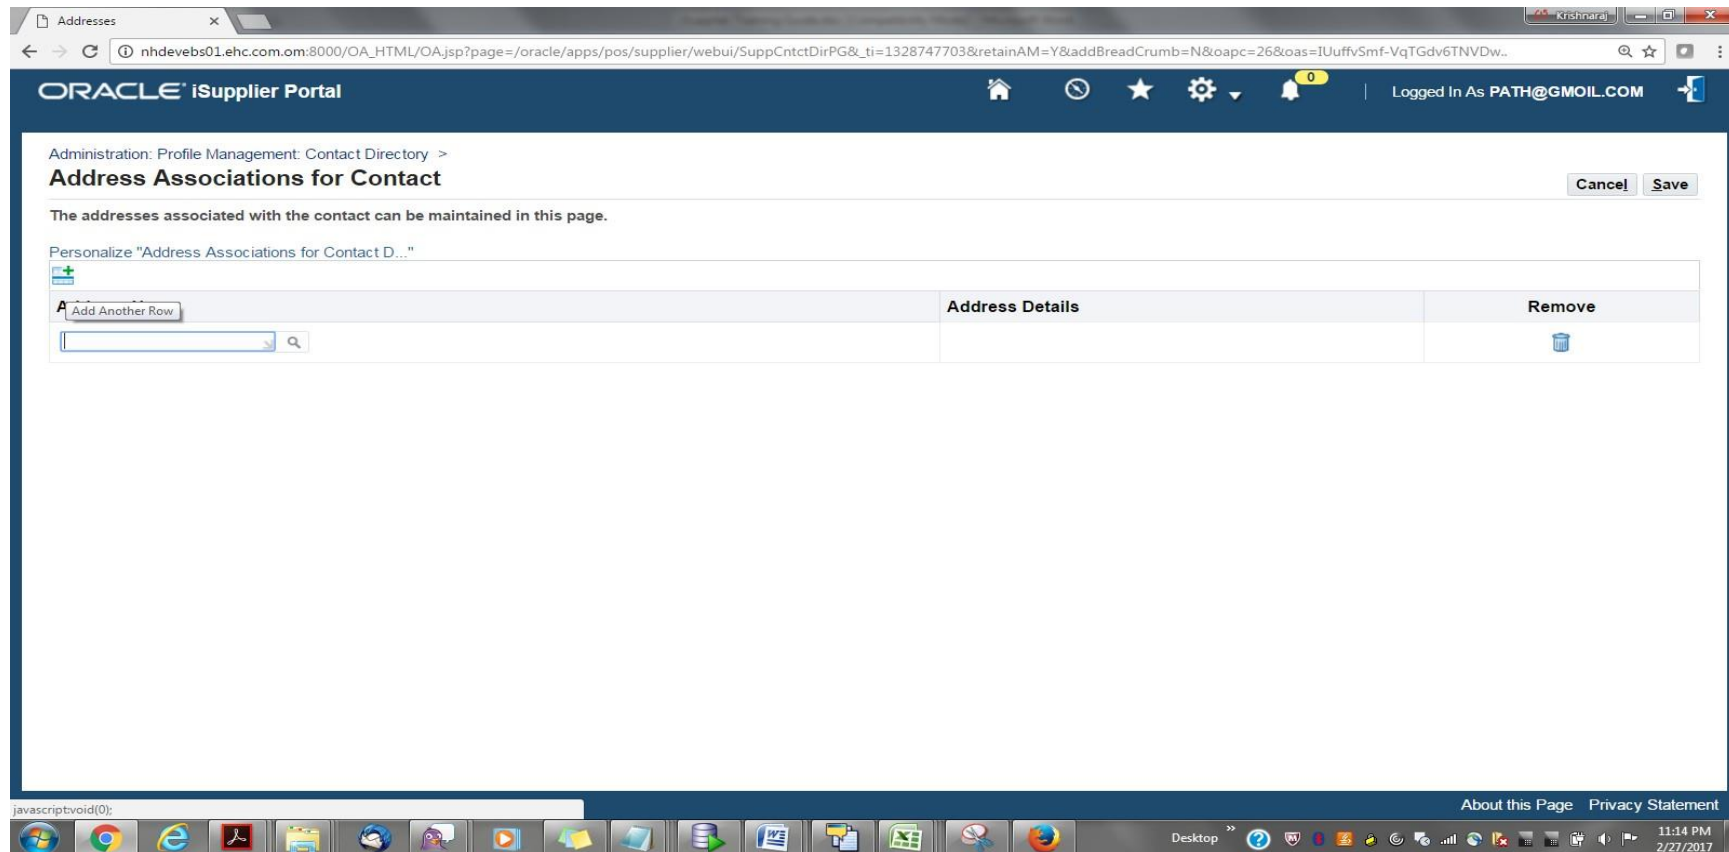 Addresses
Krishnaraj
nhdevebs01.ehc.com.om:8000/OA_HTML/OA.jsp?page=/oracle/apps/pos/supplier/webui/SuppCntctDirPG&_ti=1328747703&retainAM=Y&addBreadCrumb=N&oapc=26&oas=IUuffvSmf-VqTGdv6TNVDw..
ORACLE iSupplier Portal
0
Logged In As PATH@GMOIL.COM
Administration: Profile Management: Contact Directory >
Address Associations for Contact
Cancel Save
The addresses associated with the contact can be maintained in this page.
Personalize "Address Associations for Contact D..."
Address Details Remove
Add Another Row
About this Page Privacy Statement
javascript:void(0);
Desktop
11:14 PM
2/27/2017